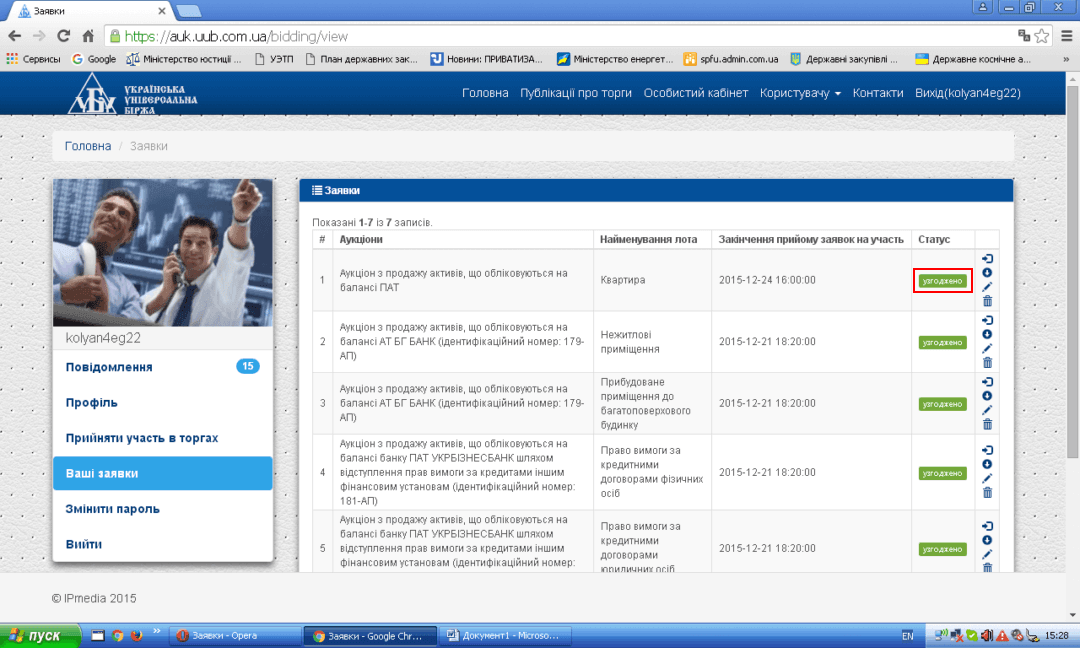 Заявки
https://auk.uub.com.ua/bidding/view
Сервисы
Google
Міністерство юстиції ...
УЭТП
План державних зак...
Новини: ПРИВАТИЗА...
Міністерство енергет...
spfu.admin.com.ua
Державні закупівлі ...
Державне космічне а...
»
УКРАЇНСЬКА
УНІВЕРСАЛЬНА
БІРЖА
Головна Публікації про торги Особистий кабінет Користувачу Контакти Вихід(kolyan4eg22)
Головна / Заявки
kolyan4eg22
Повідомлення 15
Профіль
Прийняти участь в торгах
Ваші заявки
Змінити пароль
Вийти
Заявки
Показані 1-7 із 7 записів.
# Аукціони Найменування лота Закінчення прийому заявок на участь Статус
1 Аукціон з продажу активів, що обліковуються на
балансі ПАТ
Квартира
2015-12-24 16:00:00
узгоджено
2 Аукціон з продажу активів, що обліковуються на
балансі АТ БГ БАНК (ідентифікаційний номер: 179-
АП)
Нежитлові
приміщення
2015-12-21 18:20:00
узгоджено
3 Аукціон з продажу активів, що обліковуються на
балансі АТ БГ БАНК (ідентифікаційний номер: 179-
АП)
Прибудоване
приміщення до
багатоповерхового
будинку
2015-12-21 18:20:00
узгоджено
4 Аукціон з продажу активів, що обліковуються на
балансі банку ПАТ УКРБІЗНЕСБАНК шляхом
відступлення прав вимоги за кредитами іншим
фінансовим установам (ідентифікаційний номер:
181-АП)
Право вимоги за
кредитними
договорами фізичних
осіб
2015-12-21 18:20:00
узгоджено
5 Аукціон з продажу активів, що обліковуються на
балансі банку ПАТ УКРБІЗНЕСБАНК шляхом
відступлення прав вимоги за кредитами іншим
фінансовим установам (ідентифікаційний номер:
Право вимоги за
кредитними
договорами
юридичних осіб
2015-12-21 18:20:00
узгоджено
© IPmedia 2015
пуск
»
Заявки - Opera
Заявки - Google Chr...
Документ1 - Microso...
EN
15:28